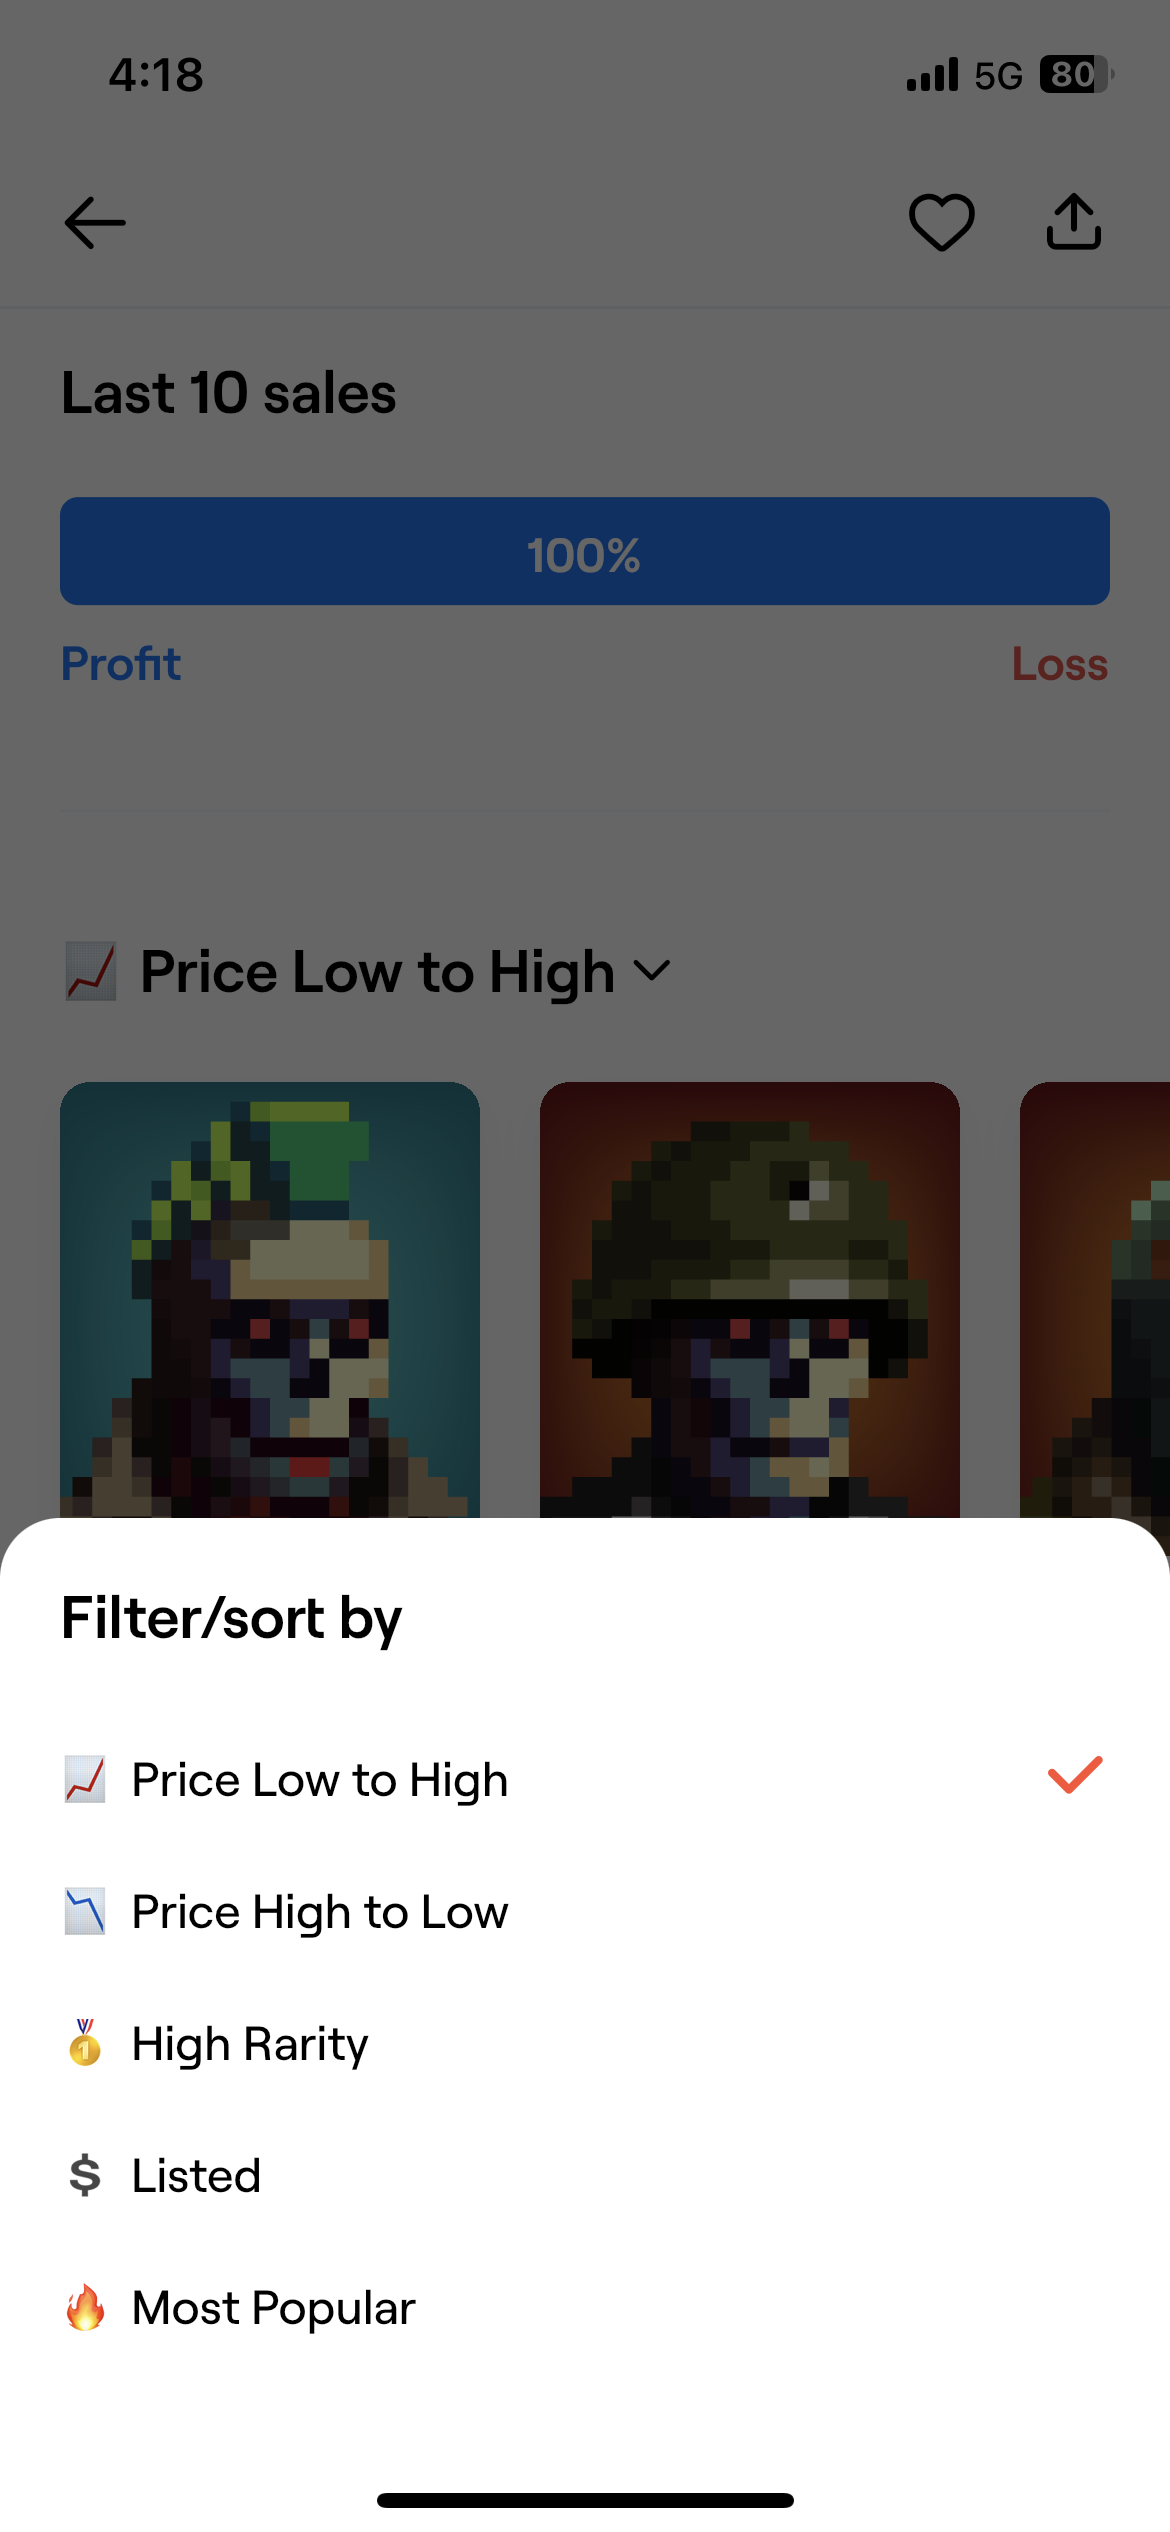 4:18
5G
80
Last 10 sales
100%
Profit
Loss
Price Low to High
Filter/sort by
Price Low to High
Price High to Low
1
High Rarity
$ Listed
Most Popular